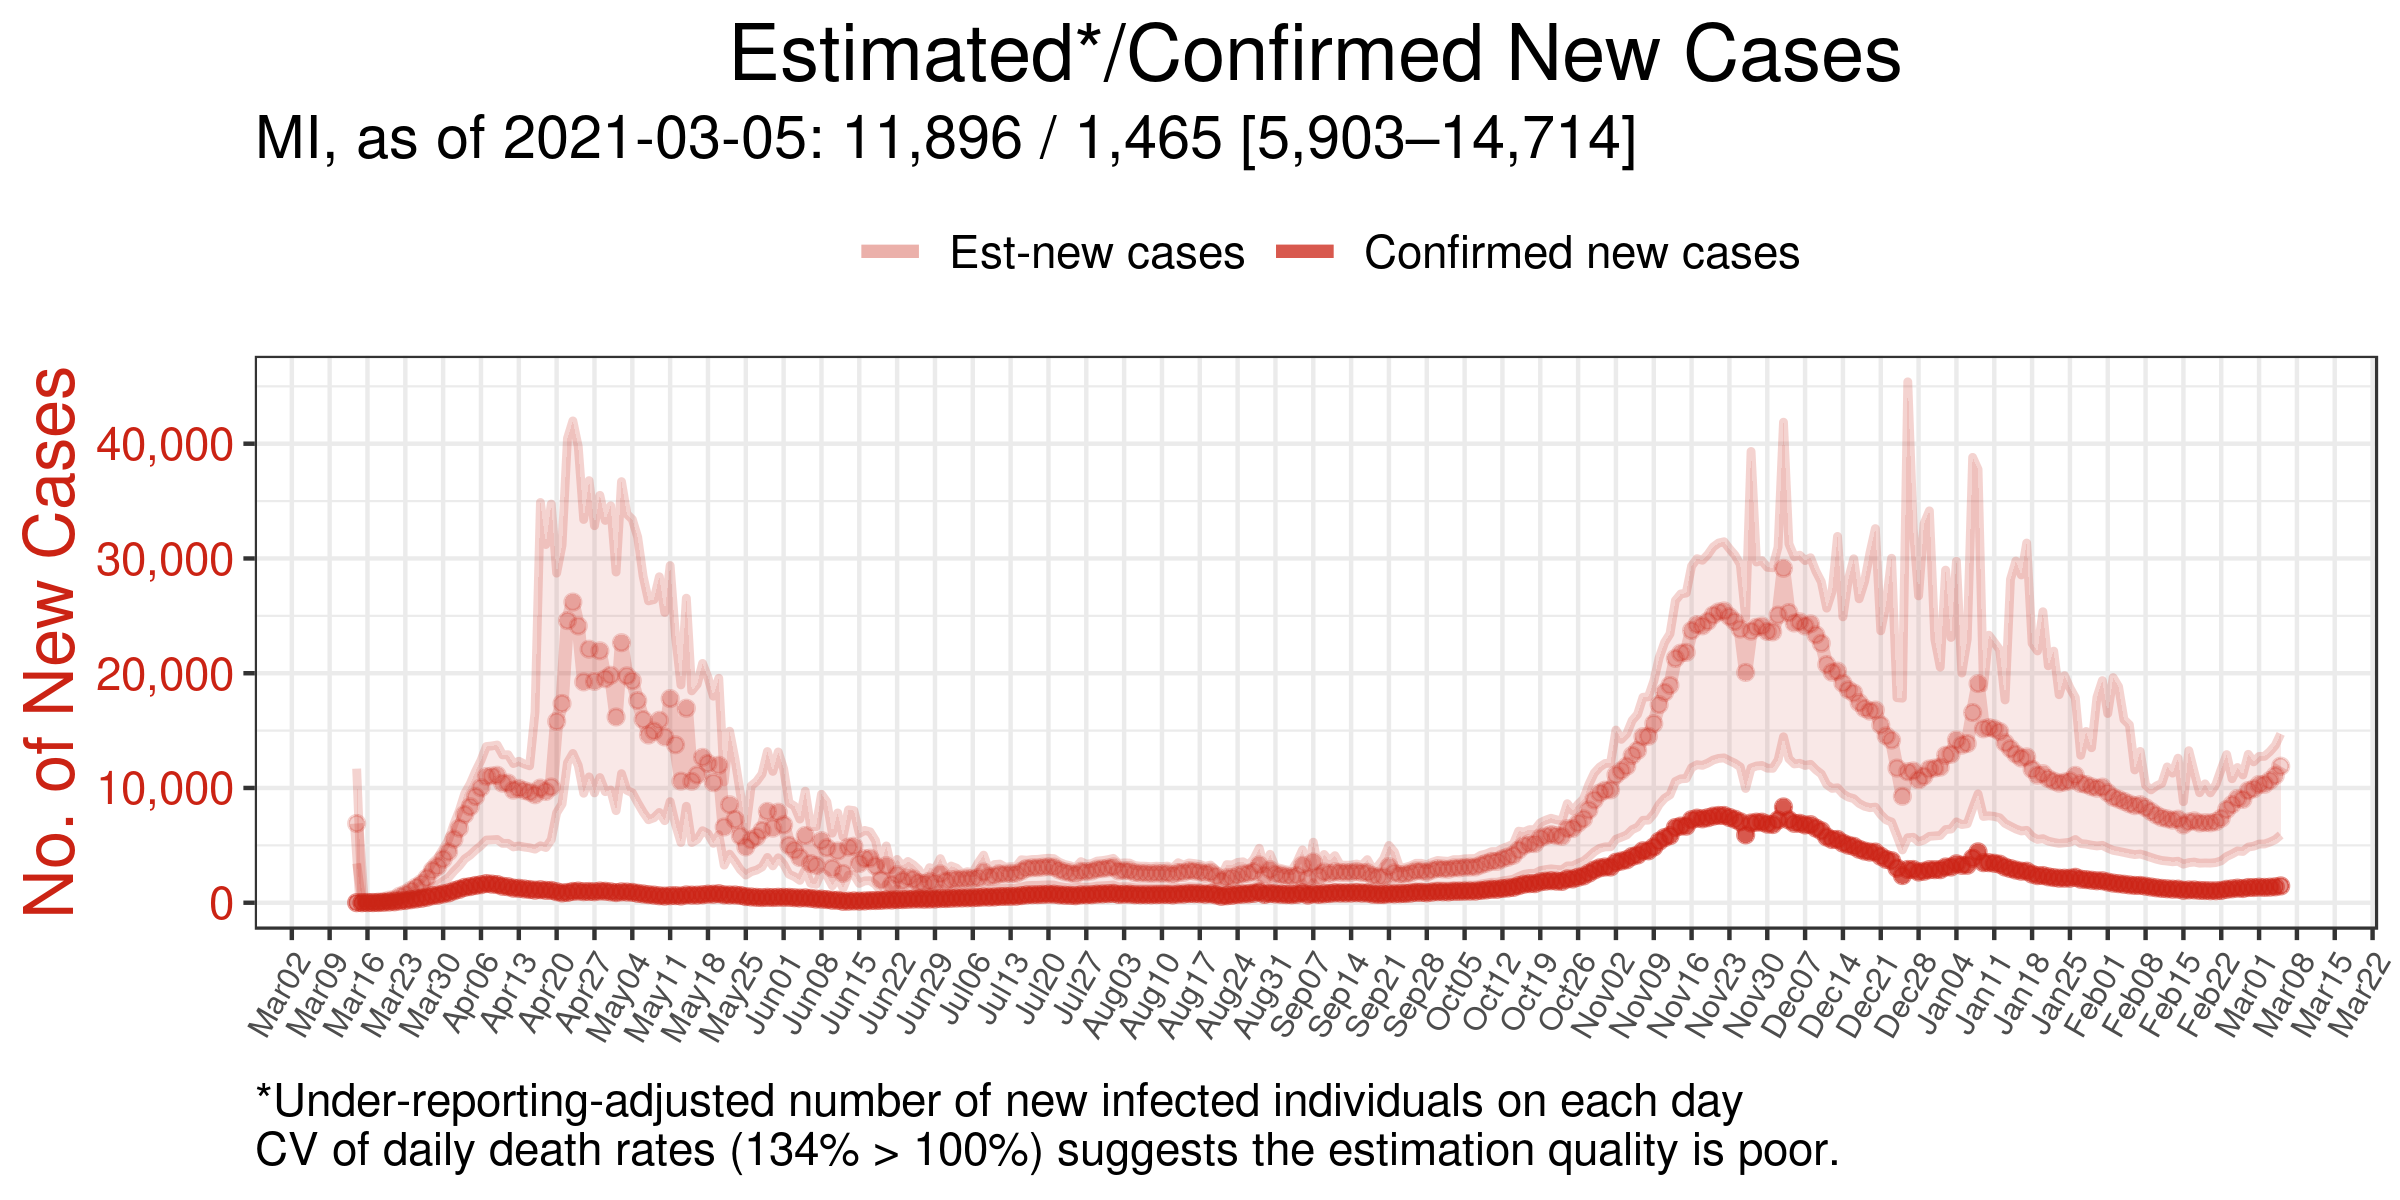 Estimated*/Confirmed New Cases
MI, as of 2021-03-05: 11,896 / 1,465 [5,903–14,714]
Est-new cases
Confirmed new cases
No. of New Cases
40,000
30,000
20,000
10,000
0
Mar02
Mar09
Mar16
Mar23
Mar30
Apr06
Apr13
Apr20
Apr27
May04
May11
May18
May25
Jun01
Jun08
Jun15
Jun22
Jun29
Jul06
Jul13
Jul20
Jul27
Aug03
Aug10
Aug17
Aug24
Aug31
Sep07
Sep14
Sep21
Sep28
Oct05
Oct12
Oct19
Oct26
Nov02
Nov09
Nov16
Nov23
Nov30
Dec07
Dec14
Dec21
Dec28
Jan04
Jan11
Jan18
Jan25
Feb01
Feb08
Feb15
Feb22
Mar01
Mar08
Mar15
Mar22
*Under-reporting-adjusted number of new infected individuals on each day
CV of daily death rates (134% > 100%) suggests the estimation quality is poor.